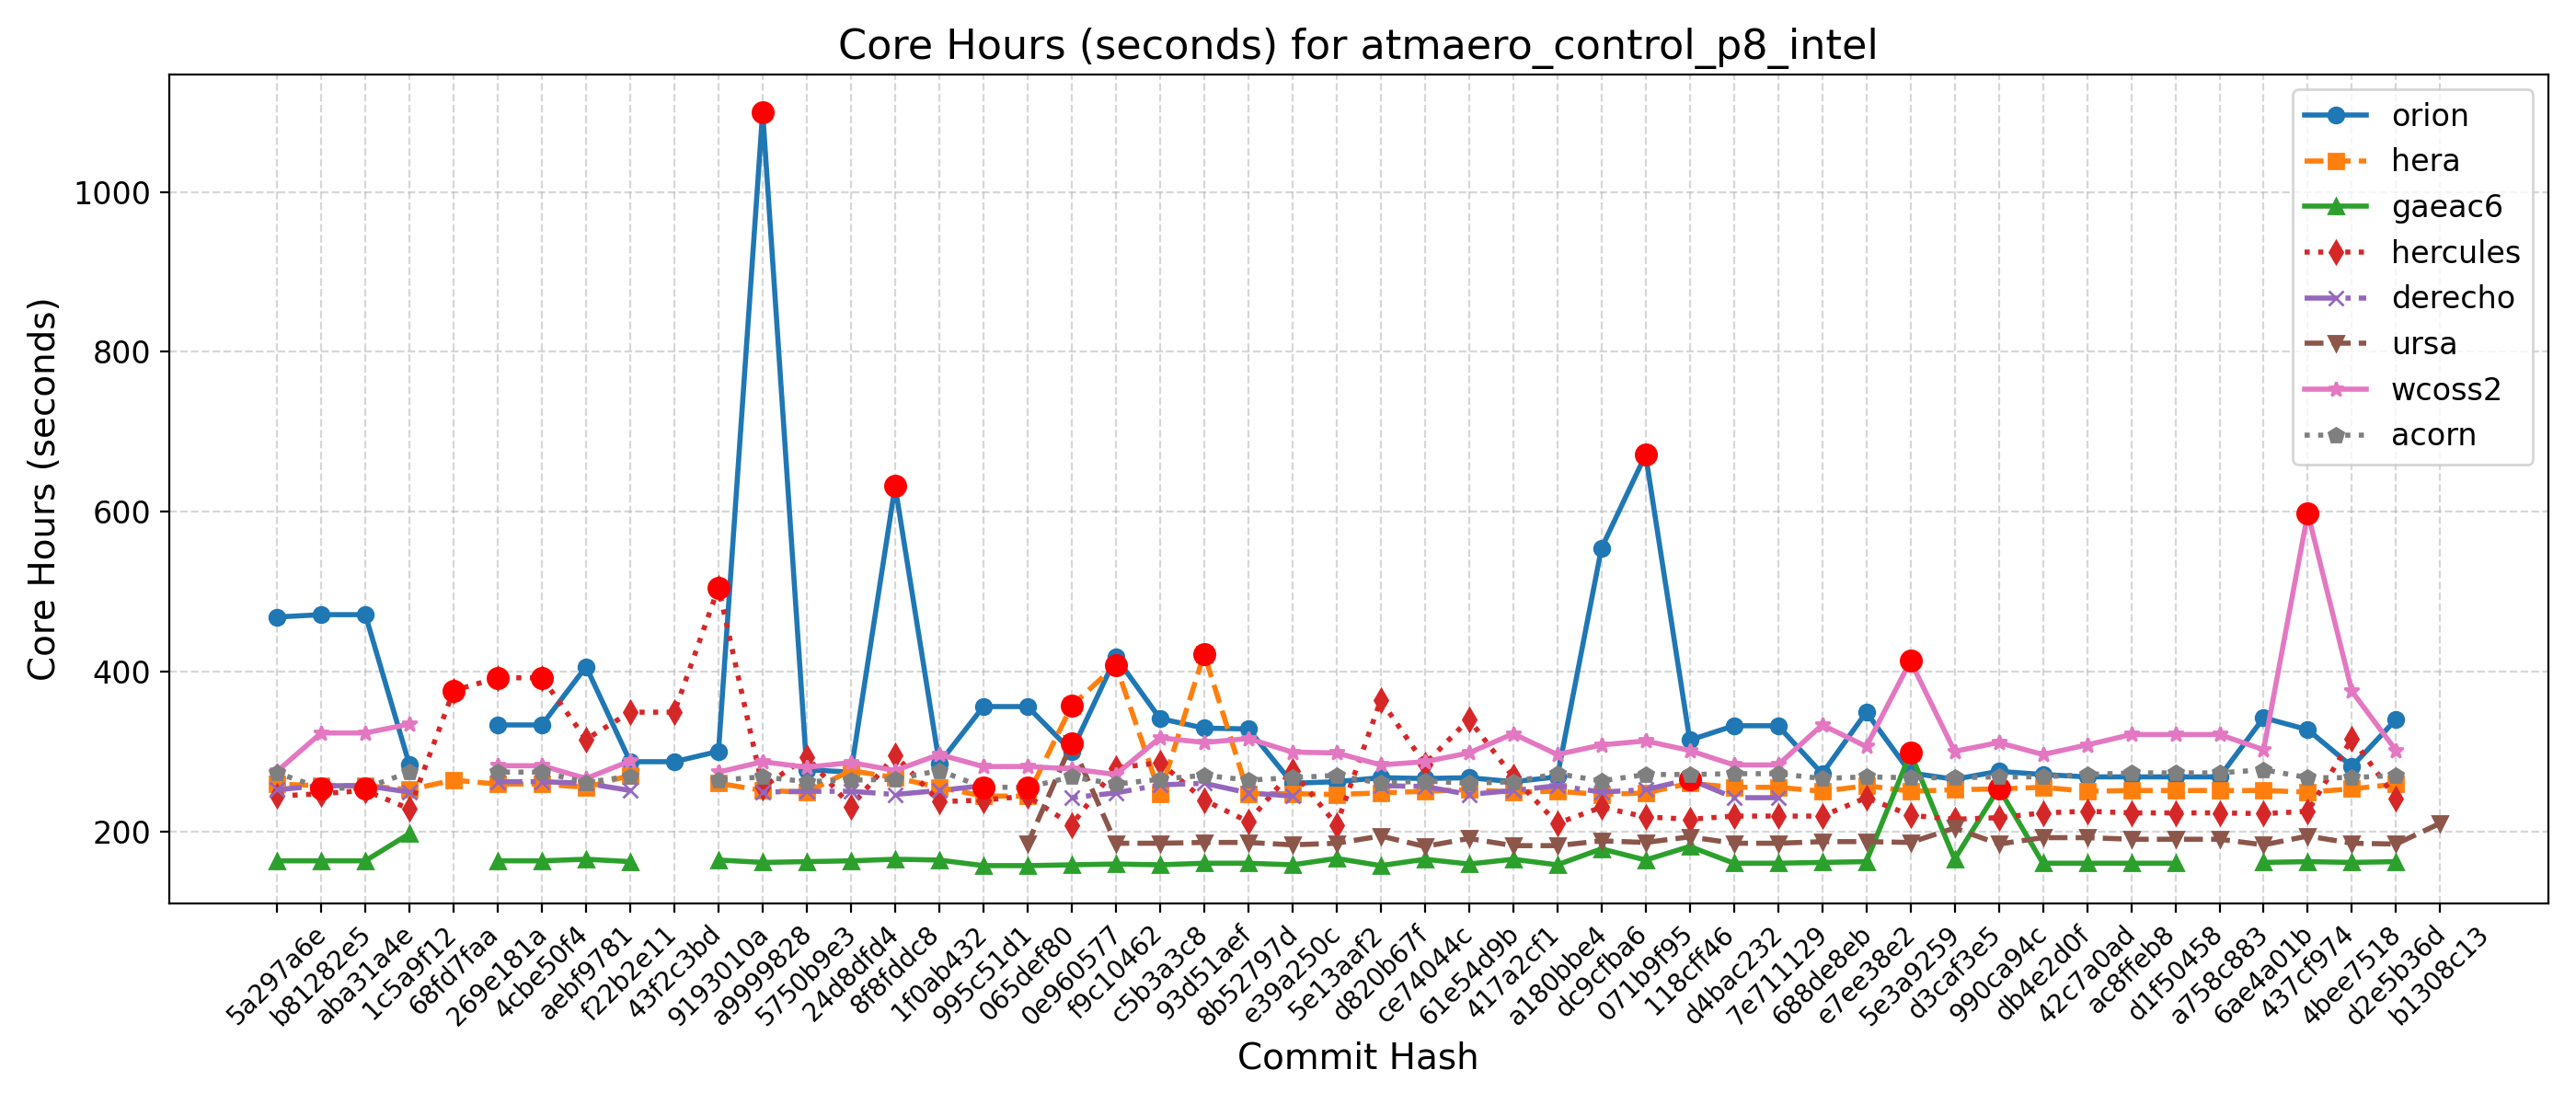 Core Hours (seconds) for atmaero_control_p8_intel
Core Hours (seconds)
1000
800
600
400
200
orion
hera
gaeac6
hercules
derecho
ursa
wcoss2
acorn
5a297a6e
b81282e5
aba31a4e
1c5a9f12
68fd7faa
269e181a
4cbe50f4
aebf9781
f22b2e11
43f2c3bd
9193010a
a9999828
5750b9e3
24d8dfd4
8f8fddc8
1f0ab432
995c51d1
065def80
0e960577
f9c10462
c5b3a3c8
93d51aef
8b52797d
e39a250c
5e13aaf2
d820b67f
ce74044c
61e54d9b
417a2cf1
a180bbe4
dc9cfba6
071b9f95
118cff46
d4bac232
7e711129
688de8eb
e7ee38e2
5e3a9259
d3caf3e5
990ca94c
db4e2d0f
42c7a0ad
ac8ffeb8
d1f50458
a758c883
6ae4a01b
437cf974
4bee7518
d2e5b36d
b1308c13
Commit Hash